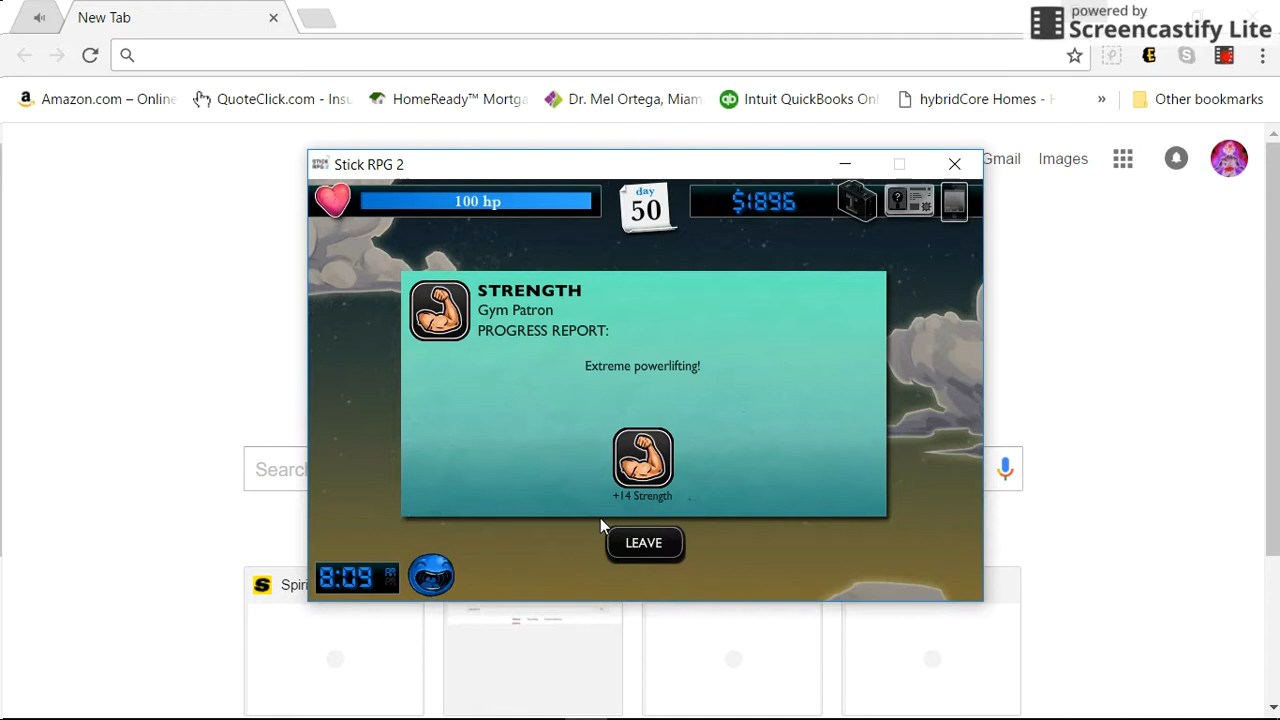 New Tab
powered by
Screencastify Lite
Amazon.com – Online
QuoteClick.com - Insu
HomeReady™ Mortga
Dr. Mel Ortega, Miam
Intuit QuickBooks Onl
hybridCore Homes - H
»
Other bookmarks
Stick RPG 2
Gmail
Images
100 hp
day
50
$1896
STRENGTH
Gym Patron
PROGRESS REPORT:
Extreme powerlifting!
+14 Strength
Search
LEAVE
8:09
Spiri